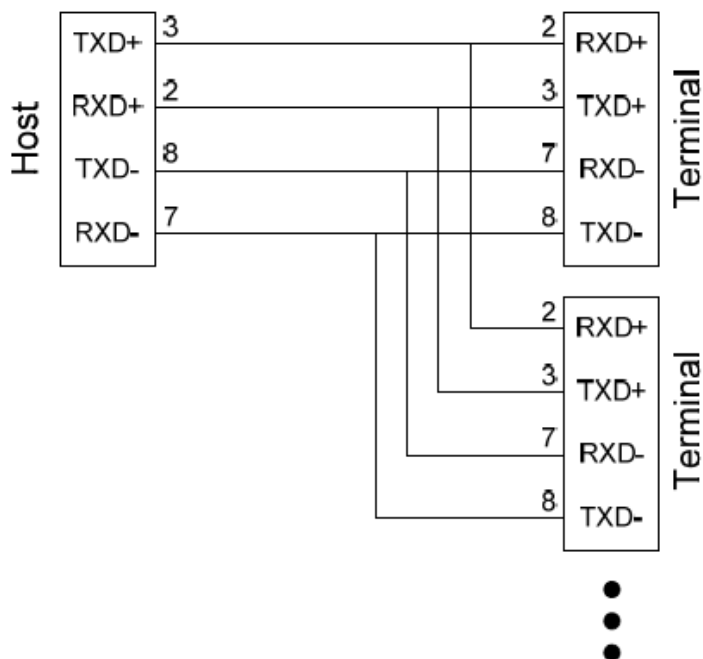 Host
TXD+ 3
RXD+ 2
TXD- 8
RXD- 7
2 RXD+
3 TXD+
7 RXD-
8 TXD-
Terminal
2 RXD+
3 TXD+
7 RXD-
8 TXD-
Terminal